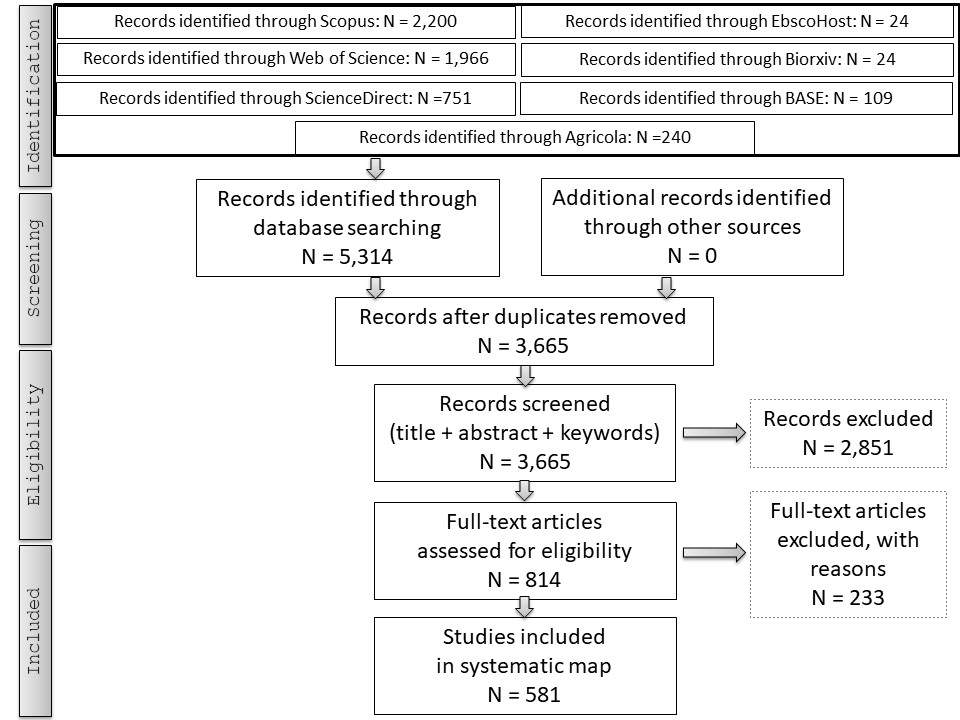 Identification
Records identified through Scopus: N = 2,200
Records identified through EbscoHost: N = 24
Records identified through Web of Science: N = 1,966
Records identified through Biorxiv: N = 24
Records identified through ScienceDirect: N =751
Records identified through BASE: N = 109
Records identified through Agricola: N =240
Screening
Records identified through
database searching
N = 5,314
Additional records identified
through other sources
N = 0
Records after duplicates removed
N = 3,665
Eligibility
Records screened
(title + abstract + keywords)
N = 3,665
Records excluded
N = 2,851
Full-text articles
assessed for eligibility
N = 814
Full-text articles
excluded, with
reasons
N = 233
Included
Studies included
in systematic map
N = 581